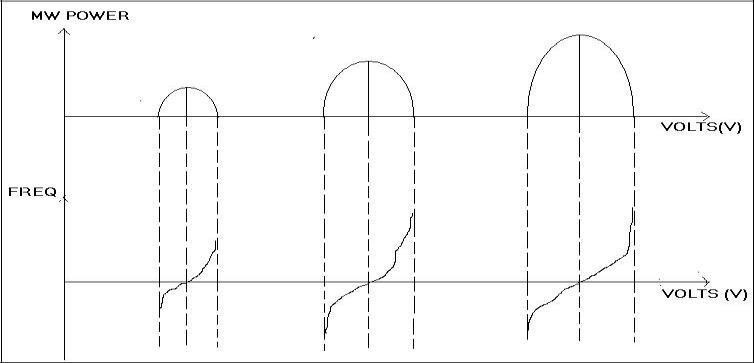 MW POWER
VOLTS(V)
FREQ
VOLTS (V)